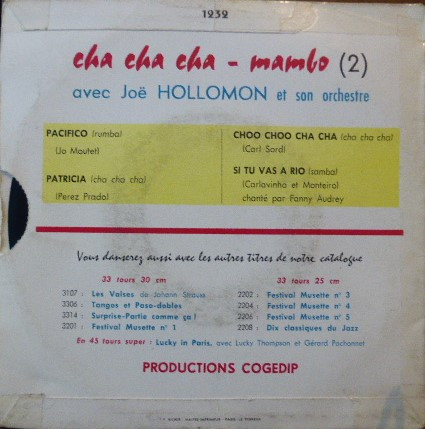 1232
cha cha cha - mambo (2)
avec Joë HOLLOMON et son orchestre
PACIFICO (rumba)
(Jo Moutet)
PATRICIA (cha cha cha)
(Perez Prado)
CHOO CHOO CHA CHA (cha cha cha)
(Carl Sord)
SI TU VAS A RIO (samba)
(Carlovinho et Monteiro)
chanté par Fanny Audrey
Vous danserez aussi avec les autres titres de notre catalogue
33 tours 30 cm
3107 : Les Valses de Johann Strauss
3306 : Tangos et Paso-dobles
3314 : Surprise-Partie comme ça !
2201 : Festival Musette n° 1
33 tours 25 cm
2202 : Festival Musette n° 3
2204 : Festival Musette n° 4
2206 : Festival Musette n° 5
2208 : Dix classiques du Jazz
En 45 tours super : Lucky in Paris, avec Lucky Thompson et Gérard Pochonnet
PRODUCTIONS COGEDIP